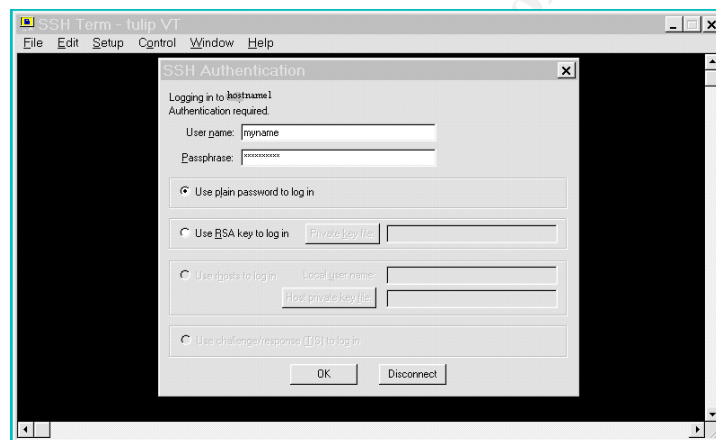 SSH Term - tulip VT
File Edit Setup Control Window Help
SSH Authentication
Logging in to hostname1
Authentication required.
User name: myname
Passphrase: xxxxxxxxxx
Use plain password to log in
Use RSA key to log in Private key file:
Use rhosts to log in Local user name:
Host private key file:
Use challenge/response (TIS) to log in
OK Disconnect